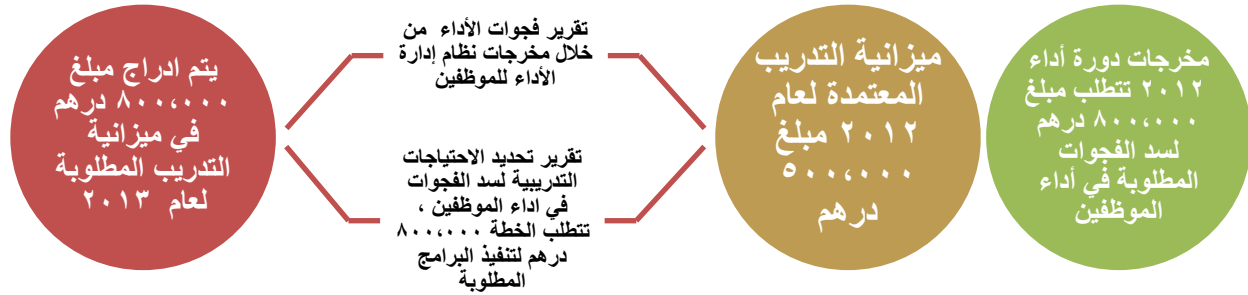 مخرجات دورة أداء
٢٠١٢ تتطلب مبلغ
٨٠٠،٠٠٠ درهم
لسد الفجوات
المطلوبة في أداء
الموظفين
ميزانية التدريب
المعتمدة لعام
٢٠١٢ مبلغ
٥٠٠،٠٠٠
درهم
تقرير فجوات الأداء من
خلال مخرجات نظام إدارة
الأداء للموظفين
تقرير تحديد الاحتياجات
التدريبية لسد الفجوات
في اداء الموظفين ،
تتطلب الخطة ٨٠٠،٠٠٠
درهم لتنفيذ البرامج
المطلوبة
يتم ادراج مبلغ
٨٠٠،٠٠٠ درهم
في ميزانية
التدريب المطلوبة
لعام ٢٠١٣